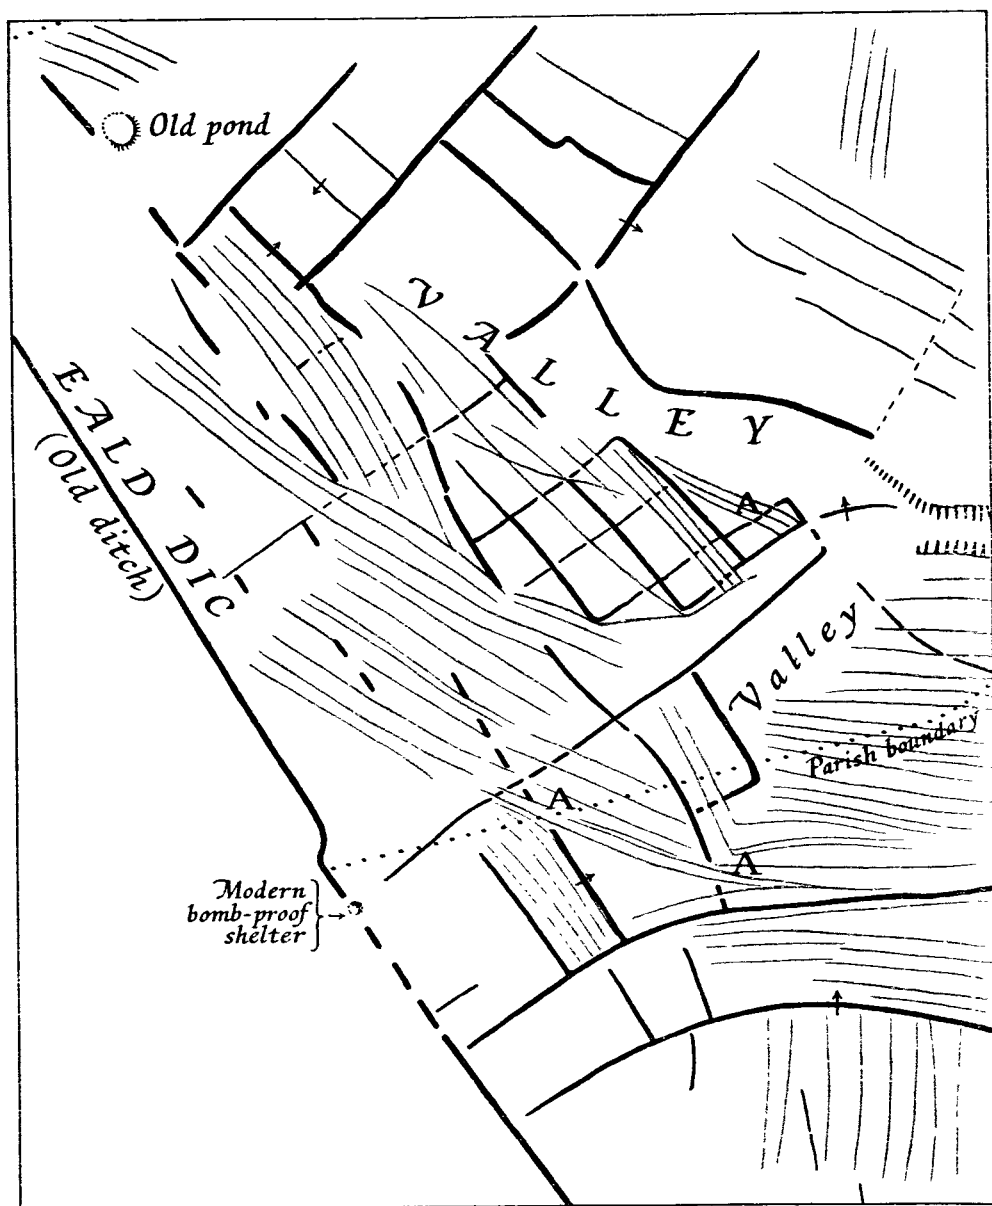 Old pond
VALLEY
EALD DIC
(Old ditch)
A
Valley
Parish boundary
A
A
Modern
bomb-proof
shelter